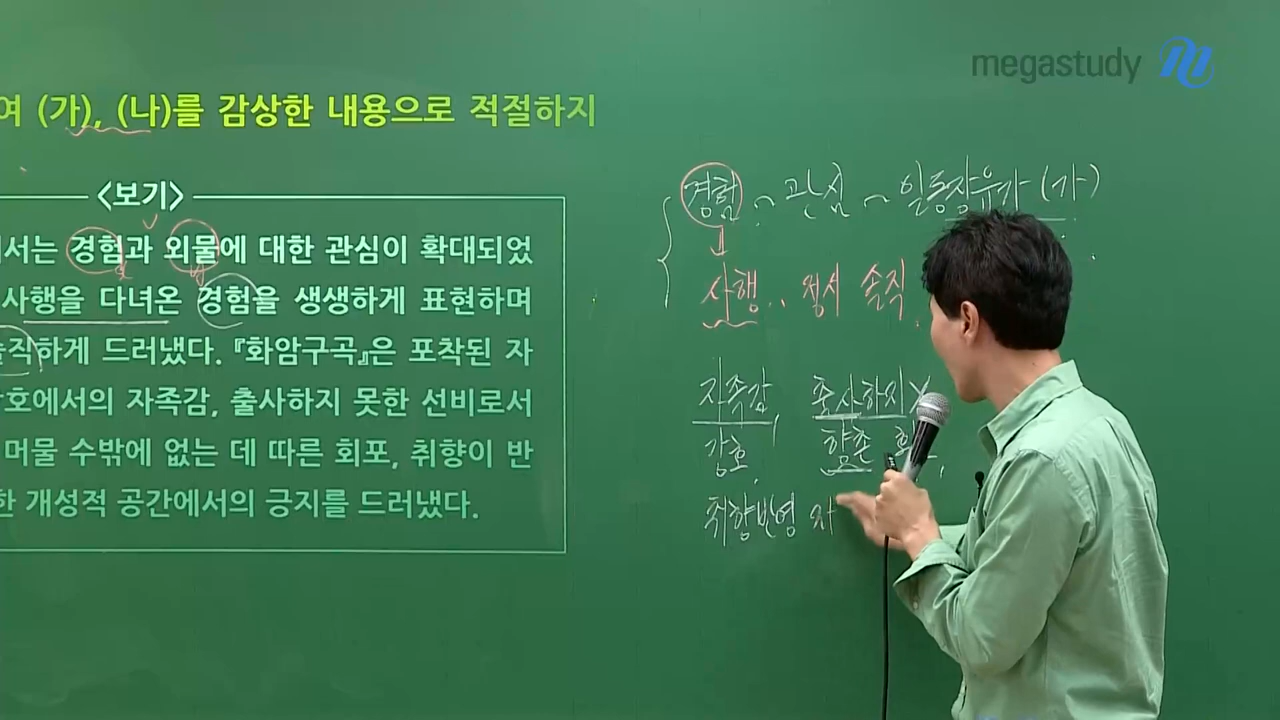 megastudy
여 (가), (나)를 감상한 내용으로 적절하지
<보기>
서는 경험과 외물에 대한 관심이 확대되었
사행을 다녀온 경험을 생생하게 표현하며
하게 드러냈다. 『화암구곡』은 포착된 자
호에서의 자족감, 출사하지 못한 선비로서
머물 수밖에 없는 데 따른 회포, 취향이 반
한 개성적 공간에서의 긍지를 드러냈다.
경험 관심 일동장유가 (가)
사행.. 정서 솔직.
자족감, 출사하지 X
강호. 향촌
취향반영